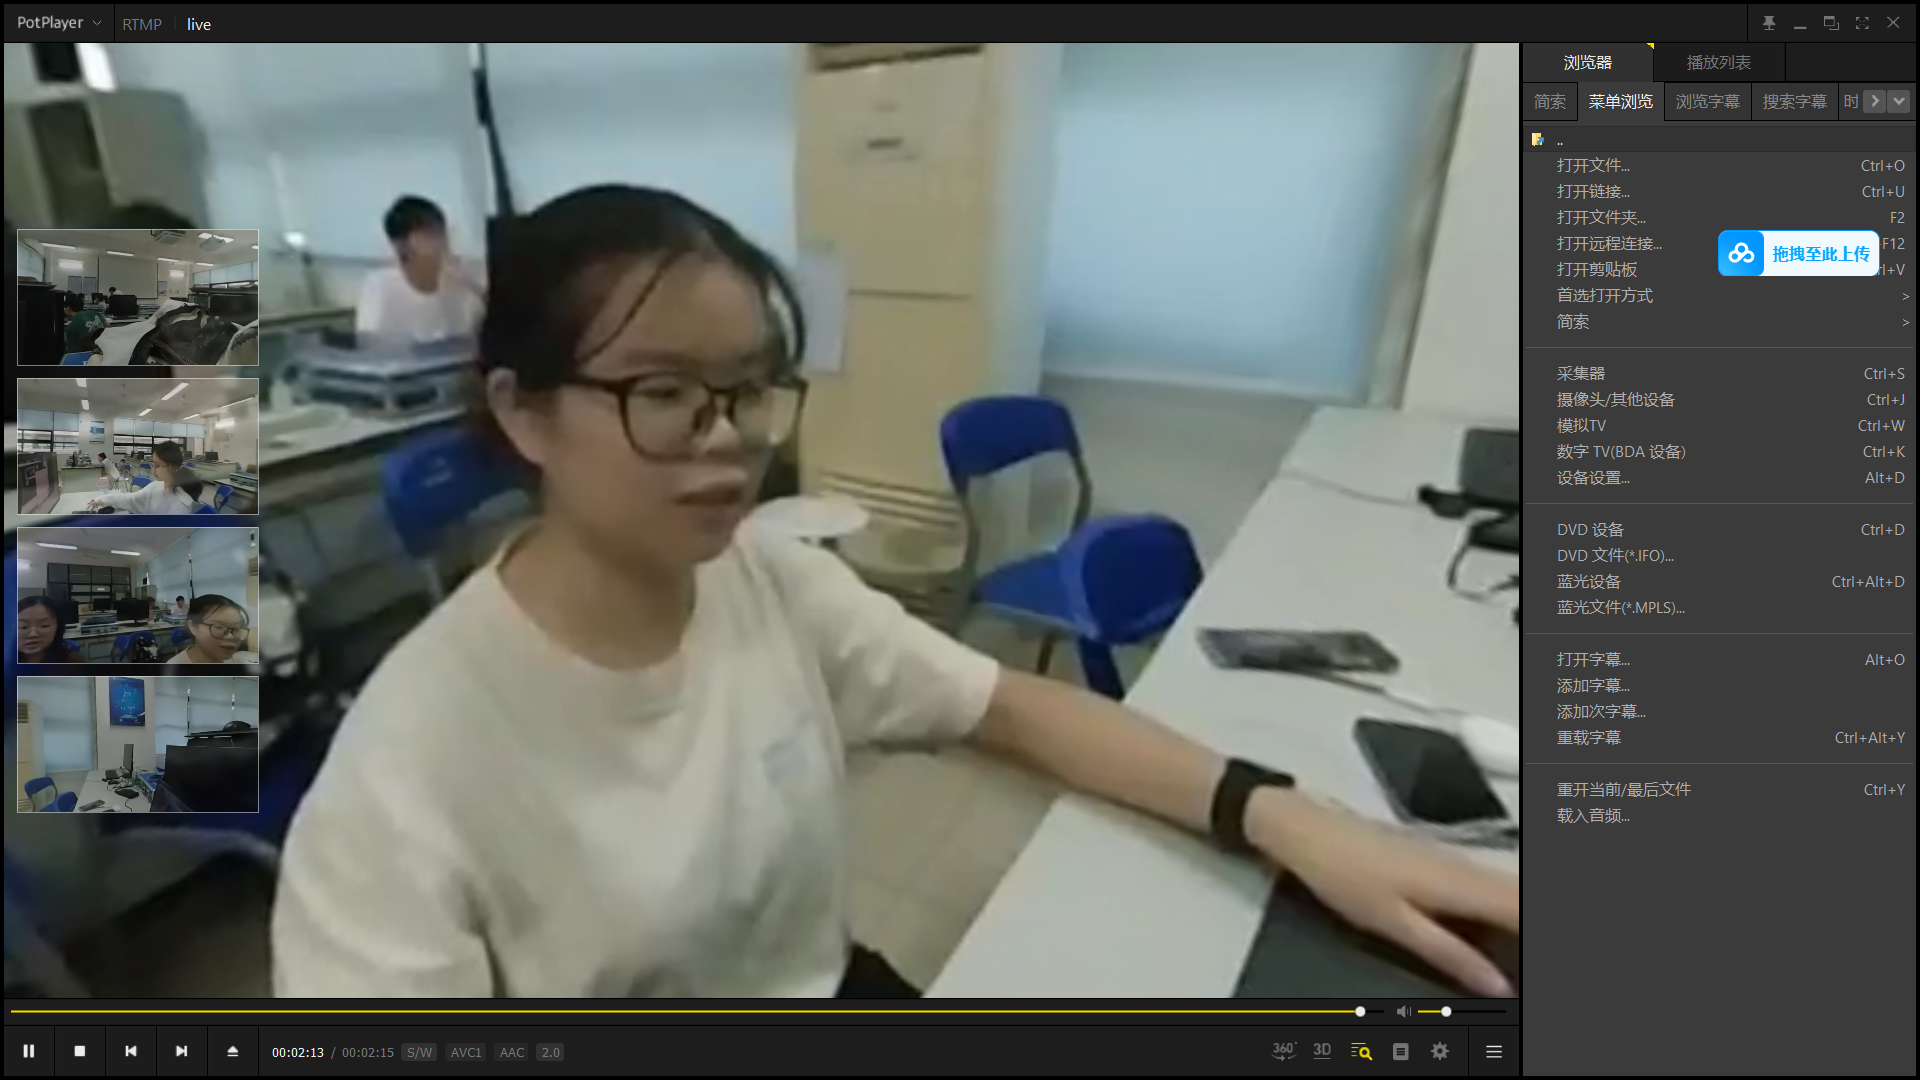 PotPlayer RTMP live
浏览器 播放列表
简索 菜单浏览 浏览字幕 搜索字幕 时
..
打开文件... Ctrl+O
打开链接... Ctrl+U
打开文件夹... F2
打开远程连接... F12
拖拽至此上传
打开剪贴板 l+V
首选打开方式 >
简索 >
采集器 Ctrl+S
摄像头/其他设备 Ctrl+J
模拟TV Ctrl+W
数字 TV(BDA 设备) Ctrl+K
设备设置... Alt+D
DVD 设备 Ctrl+D
DVD 文件(*.IFO)...
蓝光设备 Ctrl+Alt+D
蓝光文件(*.MPLS)...
打开字幕... Alt+O
添加字幕...
添加次字幕...
重载字幕 Ctrl+Alt+Y
重开当前/最后文件 Ctrl+Y
载入音频...
00:02:13 / 00:02:15 S/W AVC1 AAC 2.0 360° 3D